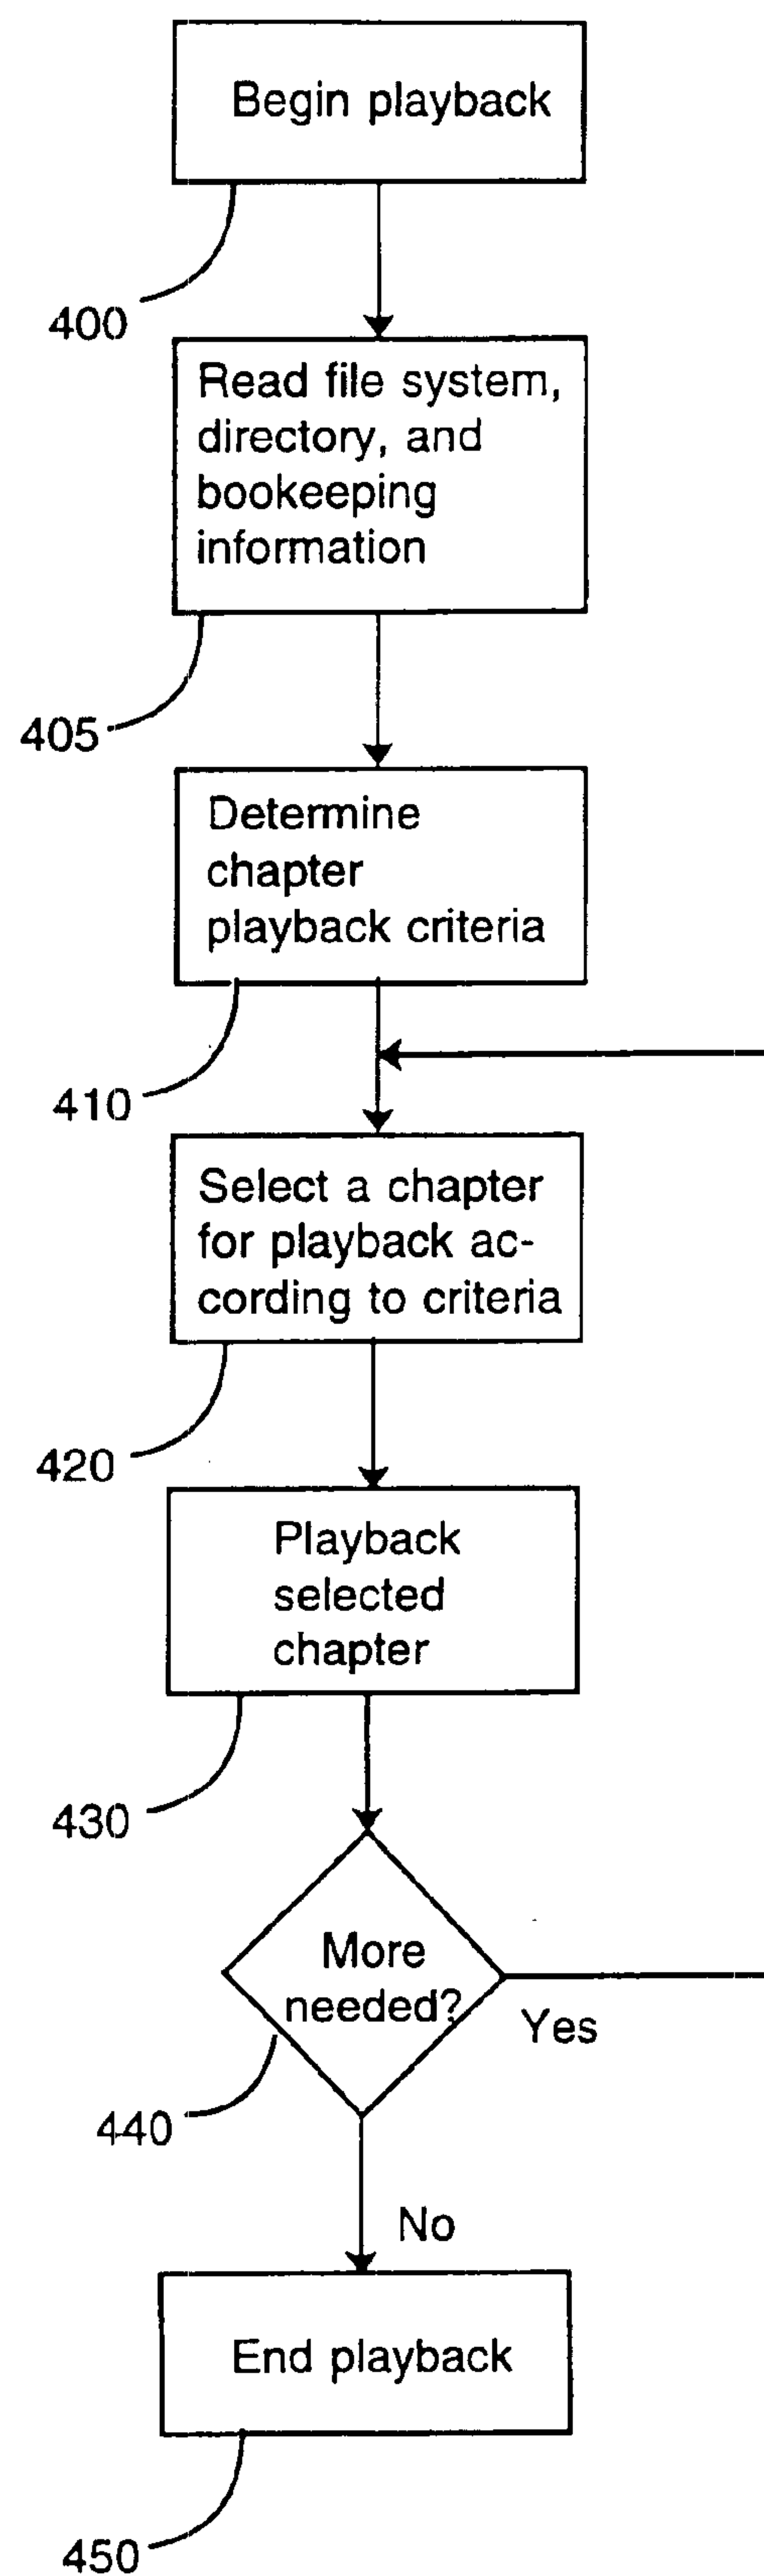 Begin playback
400
Read file system,
directory, and
bookeeping
information
405
Determine
chapter
playback criteria
410
Select a chapter
for playback ac-
cording to criteria
420
Playback
selected
chapter
430
More
needed?
Yes
440
No
End playback
450